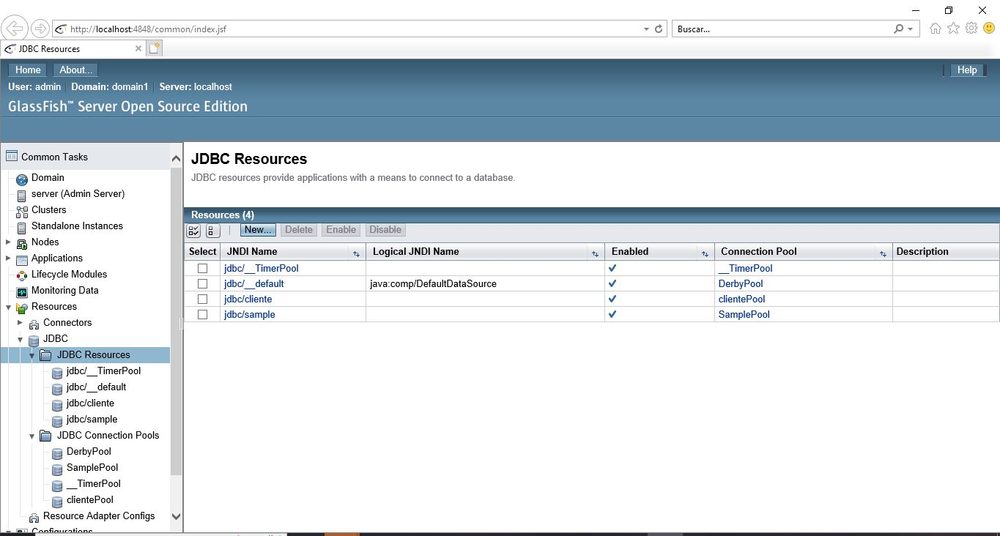 http://localhost:4848/common/index.jsf
Buscar...
JDBC Resources
Home
About...
Help
User: admin
Domain: domain1
Server: localhost
GlassFish™ Server Open Source Edition
Common Tasks
Domain
server (Admin Server)
Clusters
Standalone Instances
Nodes
Applications
Lifecycle Modules
Monitoring Data
Resources
Connectors
JDBC
JDBC Resources
jdbc/__TimerPool
jdbc/__default
jdbc/cliente
jdbc/sample
JDBC Connection Pools
DerbyPool
SamplePool
__TimerPool
clientePool
Resource Adapter Configs
Configurations
JDBC Resources
JDBC resources provide applications with a means to connect to a database.
Resources (4)
New... Delete Enable Disable
Select JNDI Name Logical JNDI Name Enabled Connection Pool Description
jdbc/__TimerPool __TimerPool
jdbc/__default java:comp/DefaultDataSource DerbyPool
jdbc/cliente clientePool
jdbc/sample SamplePool